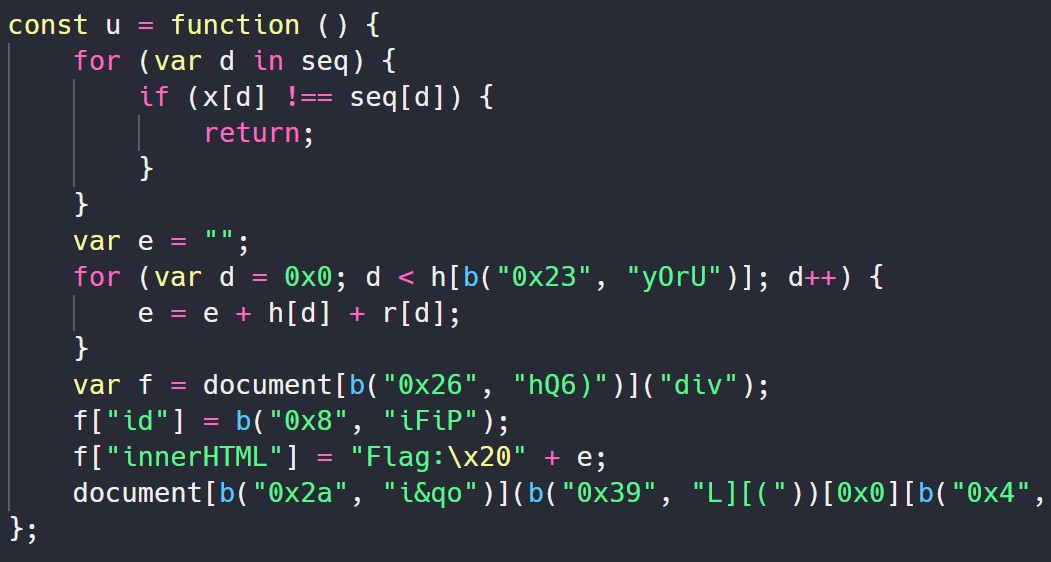 const u = function () {
    for (var d in seq) {
        if (x[d] !== seq[d]) {
            return;
        }
    }
    var e = "";
    for (var d = 0x0; d < h[b("0x23", "yOrU")]; d++) {
        e = e + h[d] + r[d];
    }
    var f = document[b("0x26", "hQ6)")]("div");
    f["id"] = b("0x8", "iFiP");
    f["innerHTML"] = "Flag:\x20" + e;
    document[b("0x2a", "i&qo")](b("0x39", "L][("))[0x0][b("0x4",
};